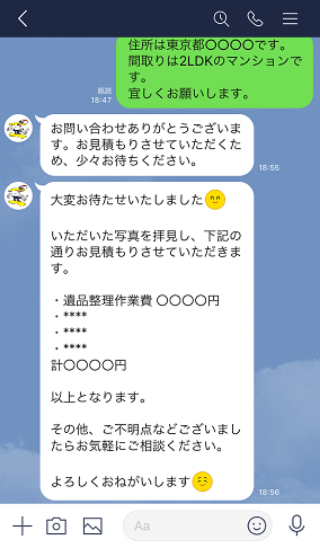 住所は東京都〇〇〇〇です。
間取りは2LDKのマンションで
す。
宜しくお願いします。
既読
18:47
お問い合わせありがとうございま
す。お見積もりさせていただくた
め、少々お待ちください。
18:55
大変お待たせいたしました😊
いただいた写真を拝見し、下記の
通りお見積もりさせていただきま
す。
・遺品整理作業費 〇〇〇〇円
・****
・****
・****
計〇〇〇〇円
以上となります。
その他、ご不明点などございまし
たらお気軽にご相談ください。
よろしくおねがいします☺️
18:56
Aa